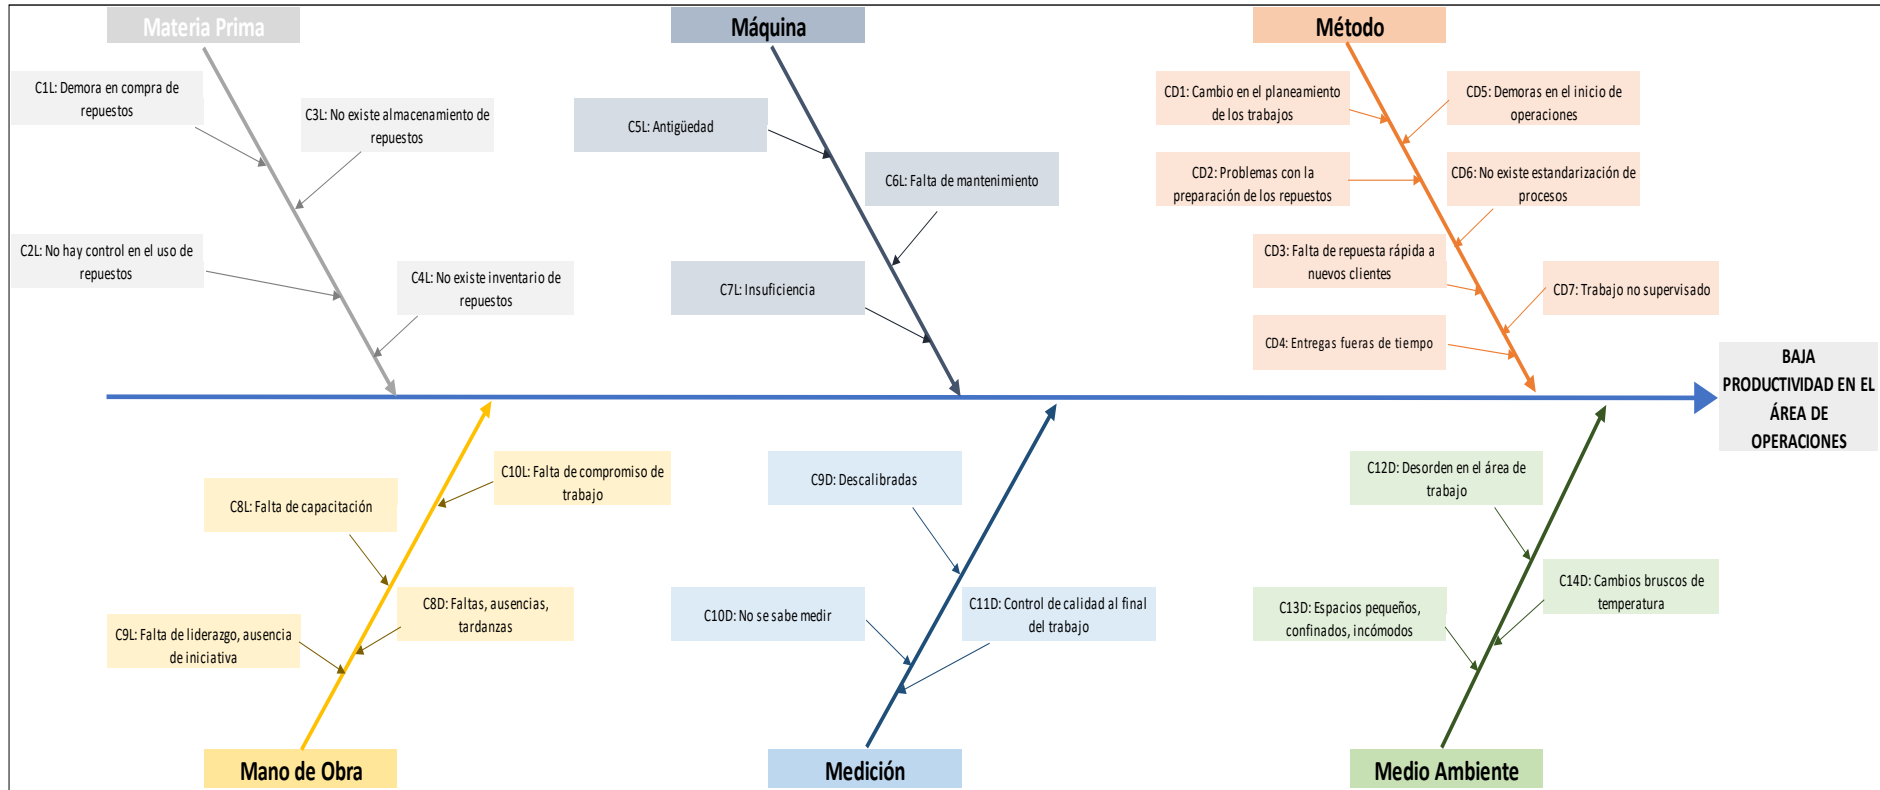 Materia Prima
C1L: Demora en compra de
repuestos
C3L: No existe almacenamiento de
repuestos
C2L: No hay control en el uso de
repuestos
C4L: No existe inventario de
repuestos
Máquina
C5L: Antigüedad
C6L: Falta de mantenimiento
C7L: Insuficiencia
Método
CD1: Cambio en el planeamiento
de los trabajos
CD5: Demoras en el inicio de
operaciones
CD2: Problemas con la
preparación de los repuestos
CD6: No existe estandarización de
procesos
CD3: Falta de repuesta rápida a
nuevos clientes
CD7: Trabajo no supervisado
CD4: Entregas fueras de tiempo
BAJA
PRODUCTIVIDAD EN EL
ÁREA DE
OPERACIONES
C10L: Falta de compromiso de
trabajo
C8L: Falta de capacitación
C8D: Faltas, ausencias,
tardanzas
C9L: Falta de liderazgo, ausencia
de iniciativa
Mano de Obra
C9D: Descalibradas
C10D: No se sabe medir
C11D: Control de calidad al final
del trabajo
Medición
C12D: Desorden en el área de
trabajo
C14D: Cambios bruscos de
temperatura
C13D: Espacios pequeños,
confinados, incómodos
Medio Ambiente